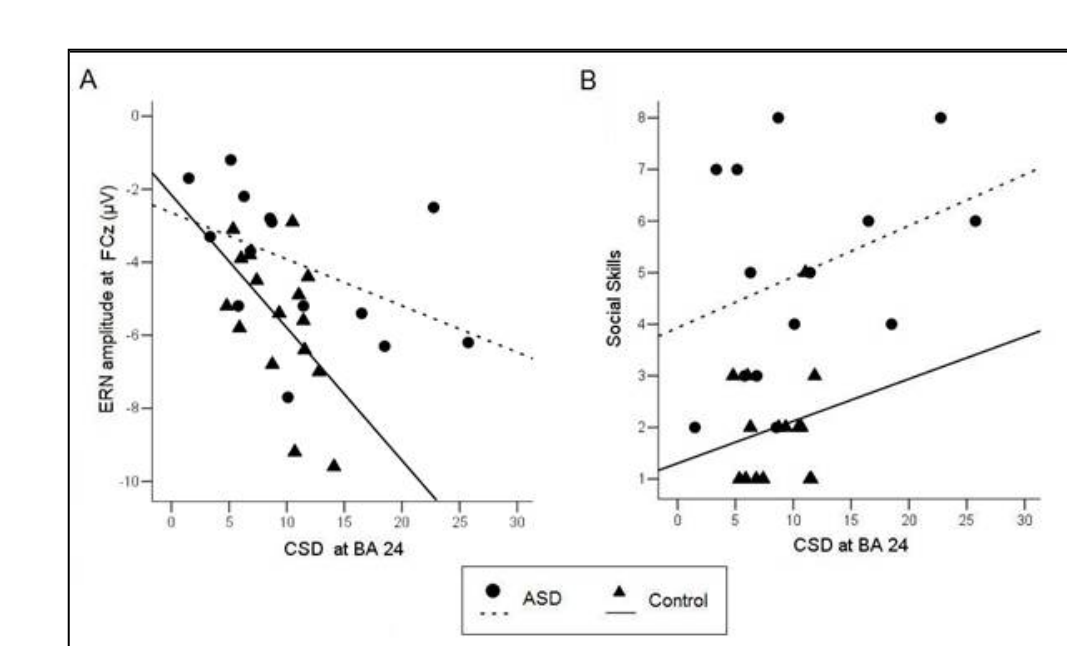 A
B
0
-2
-4
-6
-8
-10
ERN amplitude at FCz (µV)
0 5 10 15 20 25 30
CSD at BA 24
8
7
6
5
4
3
2
1
Social Skills
0 5 10 15 20 25 30
CSD at BA 24
ASD
Control